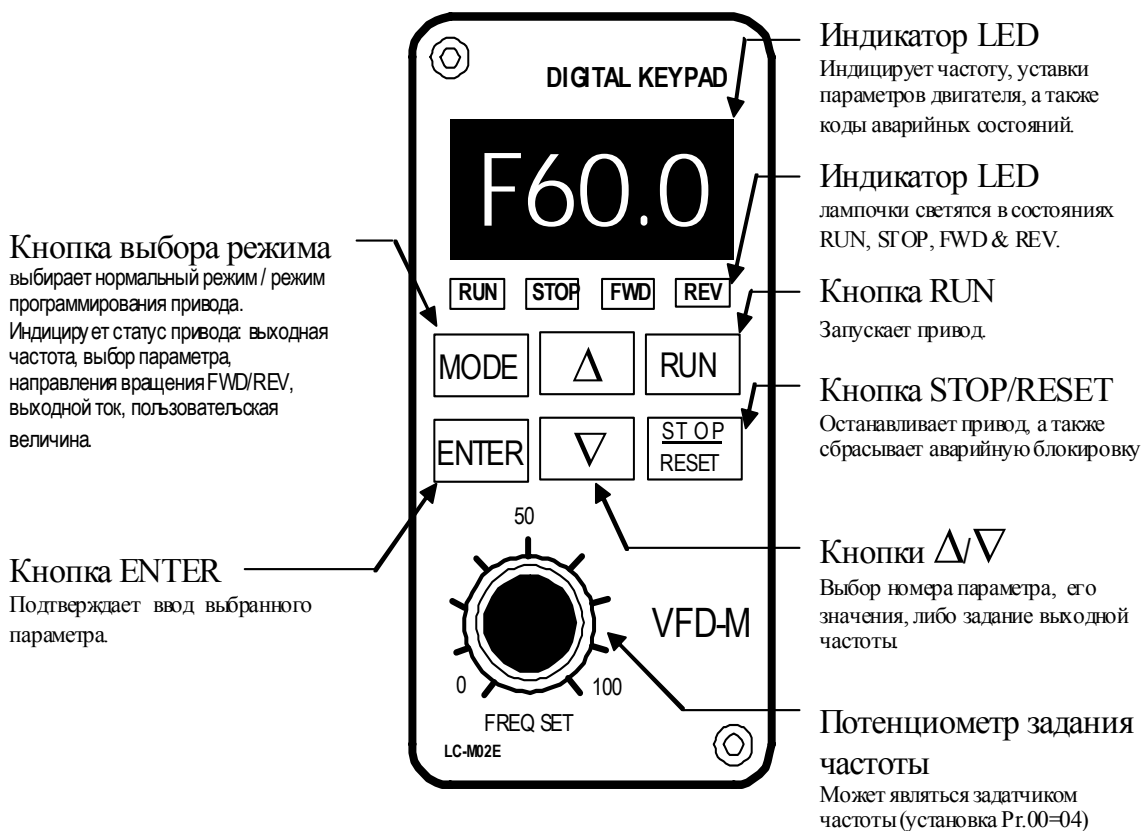 DIGITAL KEYPAD
F60.0
RUN STOP FWD REV
MODE Δ RUN
ENTER ∇ STOP
RESET
50
0 100
FREQ SET
VFD-M
LC-M02E
Кнопка выбора режима
выбирает нормальный режим / режим
программирования привода.
Индицирует статус привода: выходная
частота, выбор параметра,
направления вращения FWD/REV,
выходной ток, пользовательская
величина.
Кнопка ENTER
Подтверждает ввод выбранного
параметра.
Индикатор LED
Индицирует частоту, уставки
параметров двигателя, а также
коды аварийных состояний.
Индикатор LED
лампочки светятся в состояниях
RUN, STOP, FWD & REV.
Кнопка RUN
Запускает привод.
Кнопка STOP/RESET
Останавливает привод, а также
сбрасывает аварийную блокировку
Кнопки Δ/∇
Выбор номера параметра, его
значения, либо задание выходной
частоты
Потенциометр задания
частоты
Может являться задатчиком
частоты (установка Pr.00=04)